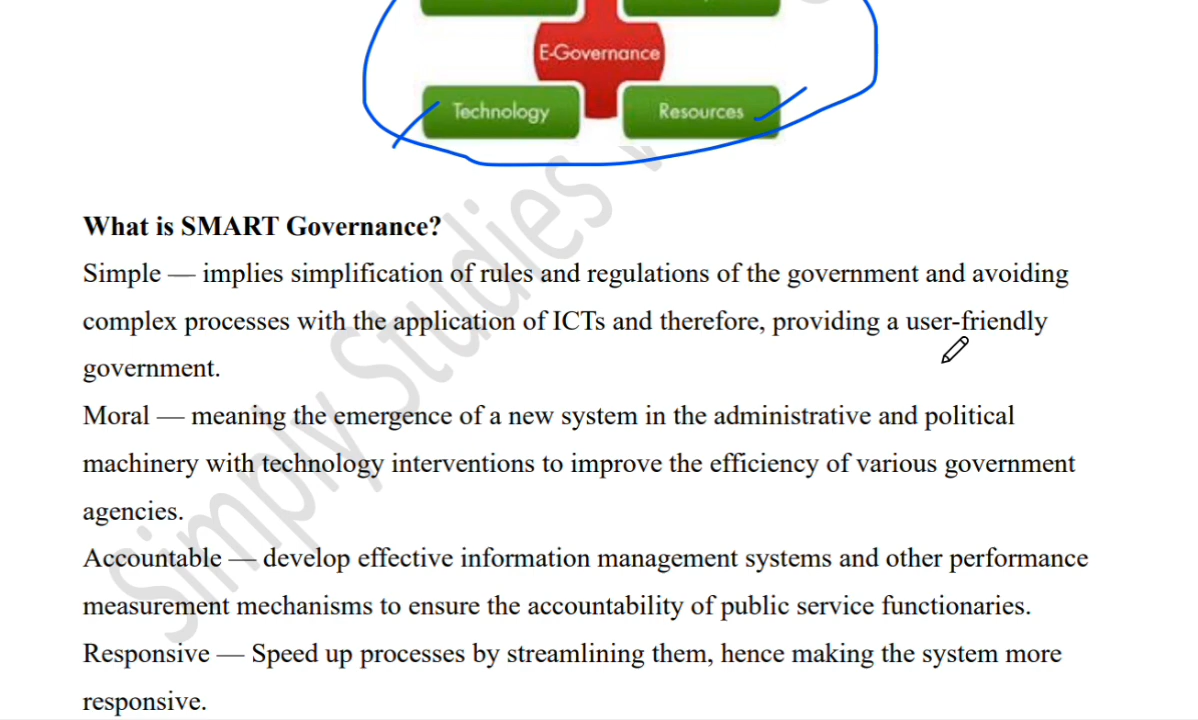 E-Governance
Technology
Resources
Simply Studies
What is SMART Governance?
Simple — implies simplification of rules and regulations of the government and avoiding
complex processes with the application of ICTs and therefore, providing a user-friendly
government.
Moral — meaning the emergence of a new system in the administrative and political
machinery with technology interventions to improve the efficiency of various government
agencies.
Accountable — develop effective information management systems and other performance
measurement mechanisms to ensure the accountability of public service functionaries.
Responsive — Speed up processes by streamlining them, hence making the system more
responsive.